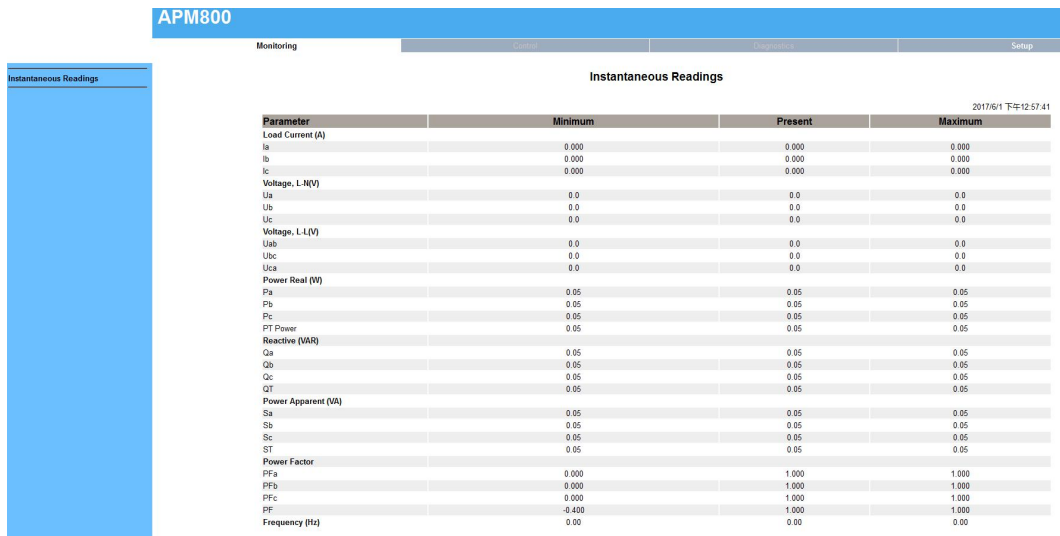 APM800
Monitoring Control Diagnostics Setup
Instantaneous Readings
Instantaneous Readings
2017/6/1 下午12:57:41
Parameter Minimum Present Maximum
Load Current (A)
Ia 0.000 0.000 0.000
Ib 0.000 0.000 0.000
Ic 0.000 0.000 0.000
Voltage, L-N(V)
Ua 0.0 0.0 0.0
Ub 0.0 0.0 0.0
Uc 0.0 0.0 0.0
Voltage, L-L(V)
Uab 0.0 0.0 0.0
Ubc 0.0 0.0 0.0
Uca 0.0 0.0 0.0
Power Real (W)
Pa 0.05 0.05 0.05
Pb 0.05 0.05 0.05
Pc 0.05 0.05 0.05
PT Power 0.05 0.05 0.05
Reactive (VAR)
Qa 0.05 0.05 0.05
Qb 0.05 0.05 0.05
Qc 0.05 0.05 0.05
QT 0.05 0.05 0.05
Power Apparent (VA)
Sa 0.05 0.05 0.05
Sb 0.05 0.05 0.05
Sc 0.05 0.05 0.05
ST 0.05 0.05 0.05
Power Factor
PFa 0.000 1.000 1.000
PFb 0.000 1.000 1.000
PFc 0.000 1.000 1.000
PF -0.400 1.000 1.000
Frequency (Hz) 0.00 0.00 0.00